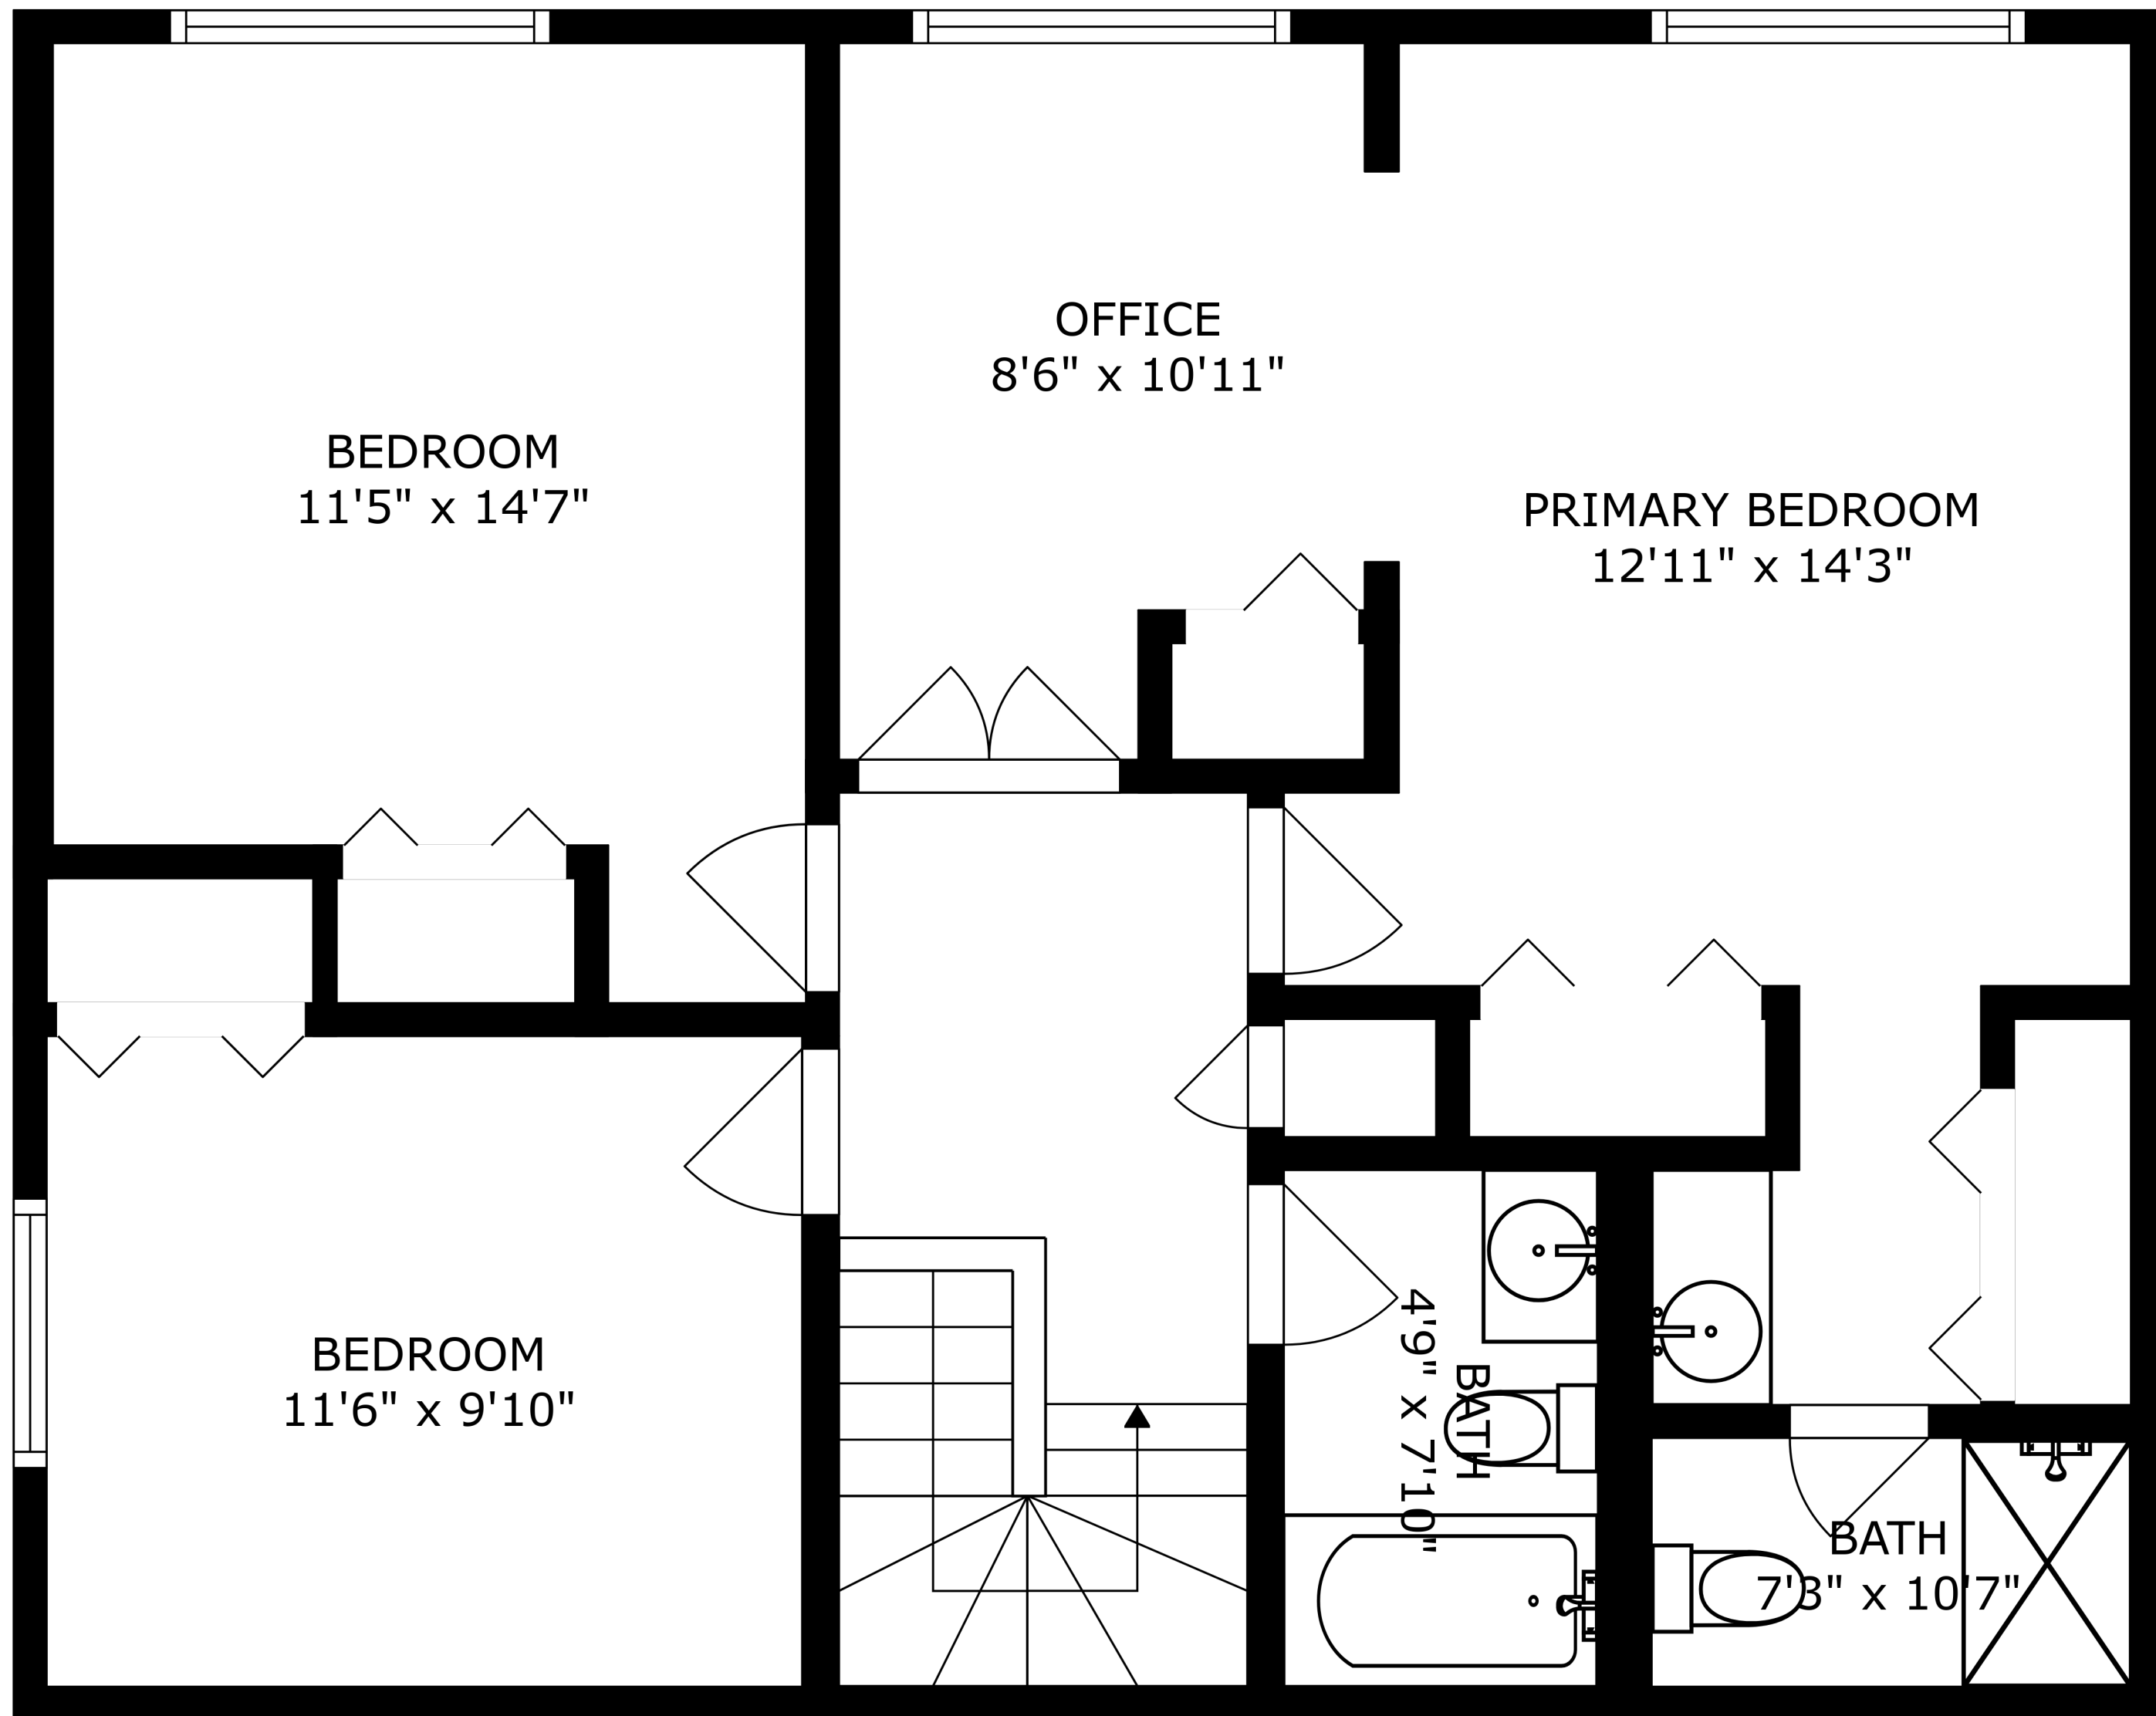 OFFICE
8'6" x 10'11"
BEDROOM
11'5" x 14'7"
PRIMARY BEDROOM
12'11" x 14'3"
BEDROOM
11'6" x 9'10"
BATH
4'9" x 7'10"
BATH
7'3" x 10'7"